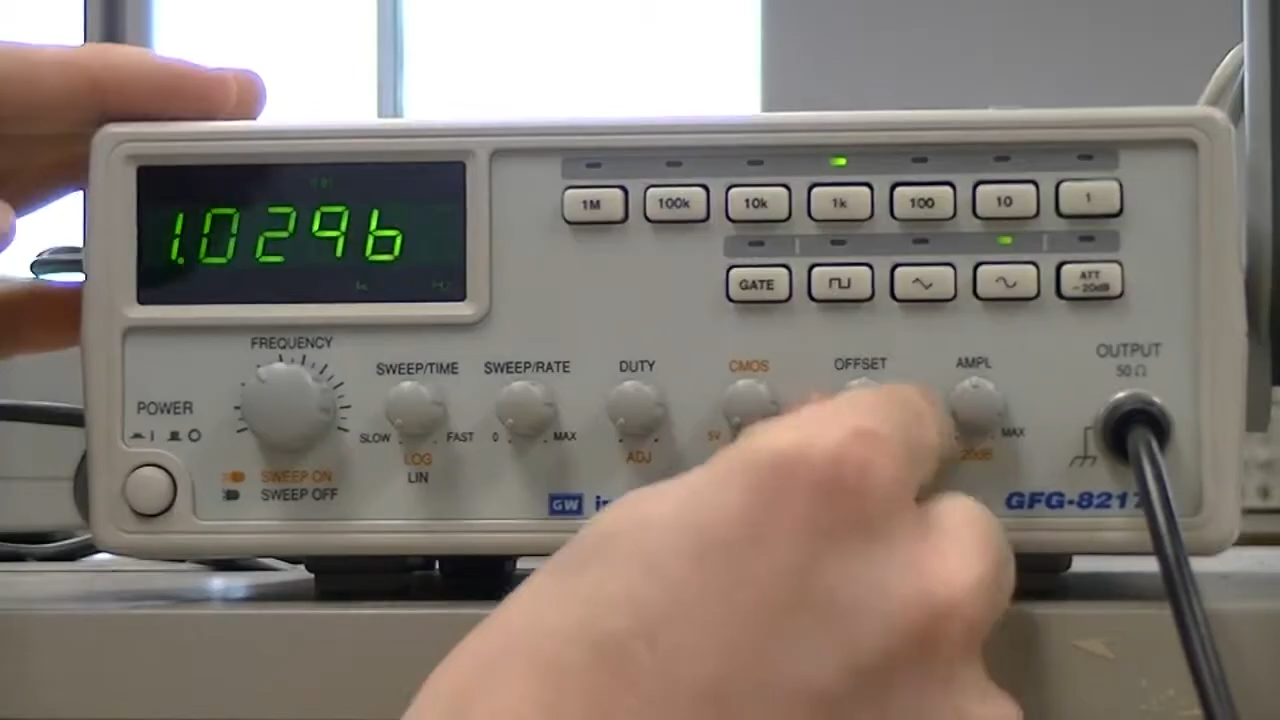 1.0296
k Hz
1M 100k 10k 1k 100 10 1
GATE ATT -20dB
FREQUENCY
SWEEP/TIME SWEEP/RATE DUTY CMOS OFFSET AMPL
OUTPUT
50 Ω
POWER
SLOW FAST 0 MAX 5V MAX
LOG ADJ 20dB
SWEEP ON LIN
SWEEP OFF
GW GFG-8217